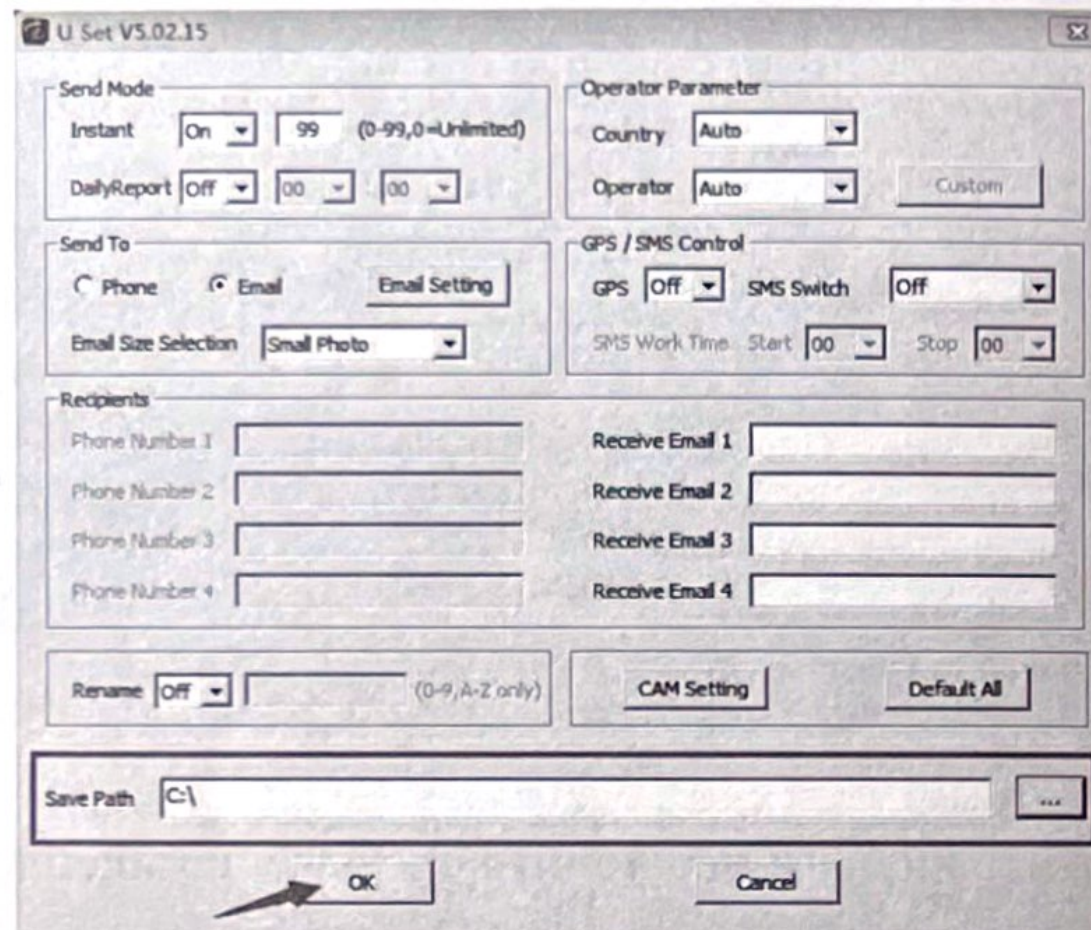 U Set V5.02.15
Send Mode
Instant On 99 (0-99,0=Unlimited)
DailyReport Off 00 00
Operator Parameter
Country Auto
Operator Auto Custom
Send To
Phone Email Email Setting
Email Size Selection Small Photo
GPS / SMS Control
GPS Off SMS Switch Off
SMS Work Time Start 00 Stop 00
Recipients
Phone Number 1 Receive Email 1
Phone Number 2 Receive Email 2
Phone Number 3 Receive Email 3
Phone Number 4 Receive Email 4
Rename Off (0-9,A-Z only)
CAM Setting Default All
Save Path C:\ ...
OK Cancel